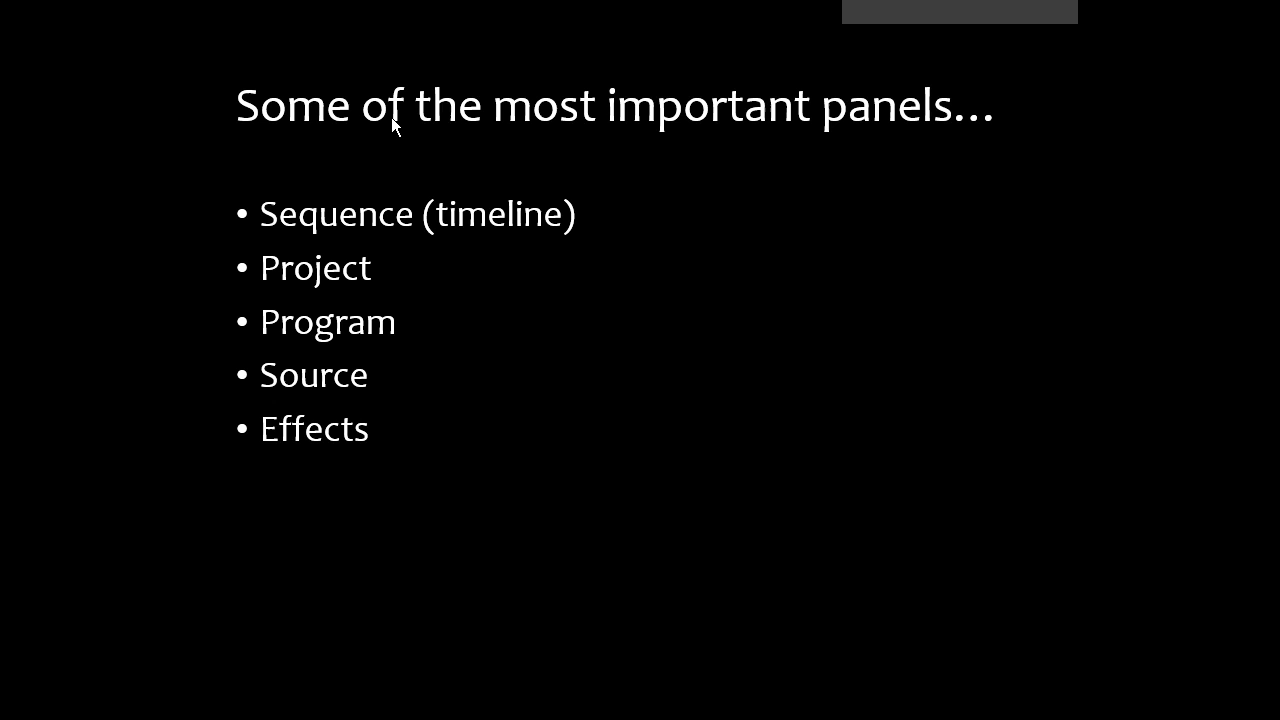 Some of the most important panels...
• Sequence (timeline)
• Project
• Program
• Source
• Effects